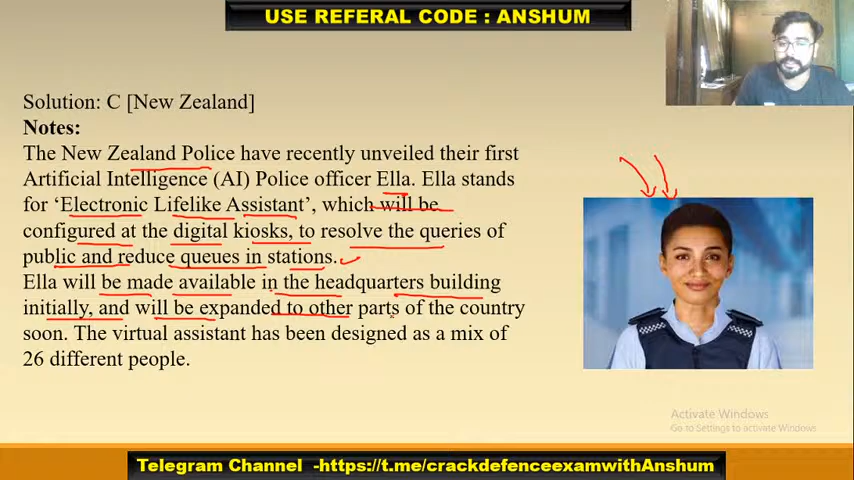 USE REFERAL CODE : ANSHUM
Solution: C [New Zealand]
Notes:
The New Zealand Police have recently unveiled their first
Artificial Intelligence (AI) Police officer Ella. Ella stands
for ‘Electronic Lifelike Assistant’, which will be
configured at the digital kiosks, to resolve the queries of
public and reduce queues in stations.
Ella will be made available in the headquarters building
initially, and will be expanded to other parts of the country
soon. The virtual assistant has been designed as a mix of
26 different people.
Activate Windows
Go to Settings to activate Windows.
Telegram Channel -https://t.me/crackdefenceexamwithAnshum